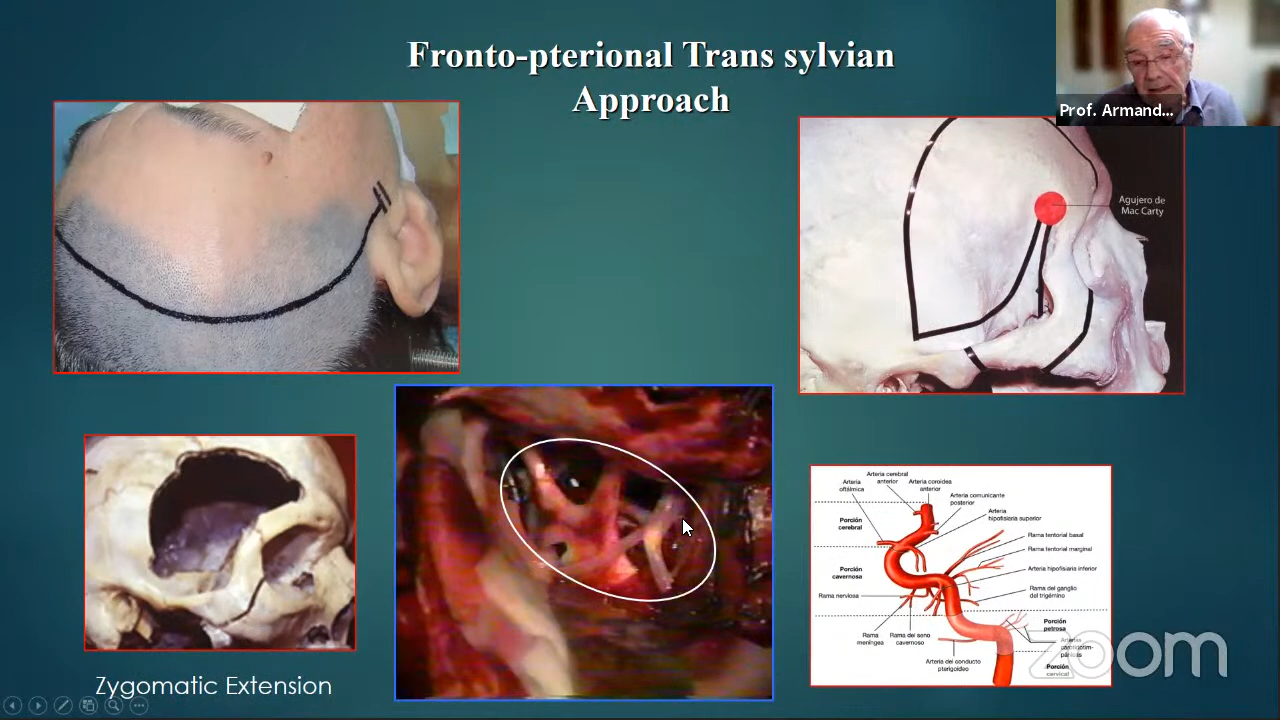 Fronto-pterional Trans sylvian
Approach
Prof. Armand...
Agujero de
Mac Carty
Zygomatic Extension
Arteria cerebral
anterior
Arteria coroidea
anterior
Arteria
oftálmica
Arteria comunicante
posterior
Arteria
hipofisiaria superior
Porción
cerebral
Rama tentorial basal
Rama tentorial marginal
Porción
cavernosa
Arteria hipofisiaria inferior
Rama nerviosa
Rama del ganglio
del trigémino
Porción
petrosa
Rama
meníngea
Rama del seno
cavernoso
Arterias
Arteria del conducto
pterigoideo
Porción
cervical
zoom